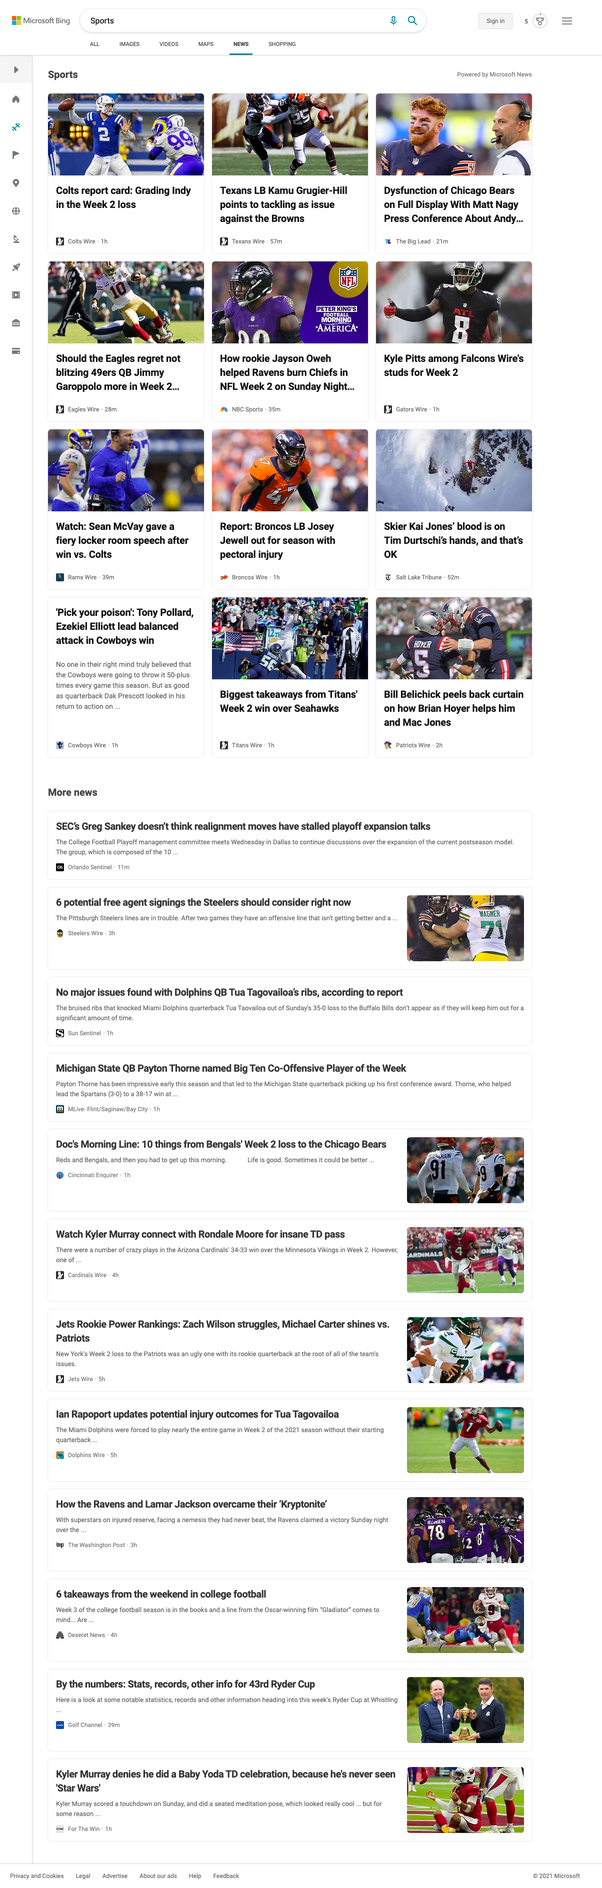 Microsoft Bing
Sports
Sign in
5
ALL
IMAGES
VIDEOS
MAPS
NEWS
SHOPPING
Sports
Powered by Microsoft News
Colts report card: Grading Indy
in the Week 2 loss
Colts Wire · 1h
Texans LB Kamu Grugier-Hill
points to tackling as issue
against the Browns
Texans Wire · 57m
Dysfunction of Chicago Bears
on Full Display With Matt Nagy
Press Conference About Andy...
The Big Lead · 21m
Should the Eagles regret not
blitzing 49ers QB Jimmy
Garoppolo more in Week 2...
Eagles Wire · 28m
NFL
PETER KING'S
FOOTBALL
MORNING
IN
AMERICA
How rookie Jayson Oweh
helped Ravens burn Chiefs in
NFL Week 2 on Sunday Night...
NBC Sports · 35m
ATL
8
Kyle Pitts among Falcons Wire's
studs for Week 2
Gators Wire · 1h
Watch: Sean McVay gave a
fiery locker room speech after
win vs. Colts
Rams Wire · 39m
Report: Broncos LB Josey
Jewell out for season with
pectoral injury
Broncos Wire · 1h
Skier Kai Jones' blood is on
Tim Durtschi's hands, and that's
OK
Salt Lake Tribune · 52m
'Pick your poison': Tony Pollard,
Ezekiel Elliott lead balanced
attack in Cowboys win
No one in their right mind truly believed that
the Cowboys were going to throw it 50-plus
times every game this season. But as good
as quarterback Dak Prescott looked in his
return to action on ...
Cowboys Wire · 1h
Biggest takeaways from Titans'
Week 2 win over Seahawks
Titans Wire · 1h
HOYER
5
Bill Belichick peels back curtain
on how Brian Hoyer helps him
and Mac Jones
Patriots Wire · 2h
More news
SEC's Greg Sankey doesn't think realignment moves have stalled playoff expansion talks
The College Football Playoff management committee meets Wednesday in Dallas to continue discussions over the expansion of the current postseason model.
The group, which is composed of the 10 ...
Orlando Sentinel · 11m
6 potential free agent signings the Steelers should consider right now
The Pittsburgh Steelers lines are in trouble. After two games they have an offensive line that isn't getting better and a ...
Steelers Wire · 3h
WAGNER
71
No major issues found with Dolphins QB Tua Tagovailoa's ribs, according to report
The bruised ribs that knocked Miami Dolphins quarterback Tua Taovailoa out of Sunday's 35-0 loss to the Buffalo Bills don't appear as if they will keep him out for a
significant amount of time.
Sun Sentinel · 1h
Michigan State QB Payton Thorne named Big Ten Co-Offensive Player of the Week
Payton Thorne has been impressive early this season and that led to the Michigan State quarterback picking up his first conference award. Thorne, who helped
lead the Spartans (3-0) to a 38-17 win at ...
MLive- Flint/Saginaw/Bay City · 1h
Doc's Morning Line: 10 things from Bengals' Week 2 loss to the Chicago Bears
Reds and Bengals, and then you had to get up this morning. Life is good. Sometimes it could be better ...
Cincinnati Enquirer · 1h
91
9
Watch Kyler Murray connect with Rondale Moore for insane TD pass
There were a number of crazy plays in the Arizona Cardinals' 34-33 win over the Minnesota Vikings in Week 2. However,
one of ...
Cardinals Wire · 4h
Jets Rookie Power Rankings: Zach Wilson struggles, Michael Carter shines vs.
Patriots
New York's Week 2 loss to the Patriots was an ugly one with its rookie quarterback at the root of all of the team's
issues.
Jets Wire · 5h
Ian Rapoport updates potential injury outcomes for Tua Tagovailoa
The Miami Dolphins were forced to play nearly the entire game in Week 2 of the 2021 season without their starting
quarterback ...
Dolphins Wire · 5h
1
How the Ravens and Lamar Jackson overcame their 'Kryptonite'
With superstars on injured reserve, facing a nemesis they had never beat, the Ravens claimed a victory Sunday night
over the ...
The Washington Post · 3h
78
8
6 takeaways from the weekend in college football
Week 3 of the college football season is in the books and a line from the Oscar-winning film "Gladiator" comes to
mind... Are ...
Deseret News · 4h
By the numbers: Stats, records, other info for 43rd Ryder Cup
Here is a look at some notable statistics, records and other information heading into this week's Ryder Cup at Whistling
...
Golf Channel · 39m
Kyler Murray denies he did a Baby Yoda TD celebration, because he's never seen
'Star Wars'
Kyler Murray scored a touchdown on Sunday, and did a seated meditation pose, which looked really cool ... but for
some reason ...
For The Win · 1h
Privacy and Cookies
Legal
Advertise
About our ads
Help
Feedback
© 2021 Microsoft